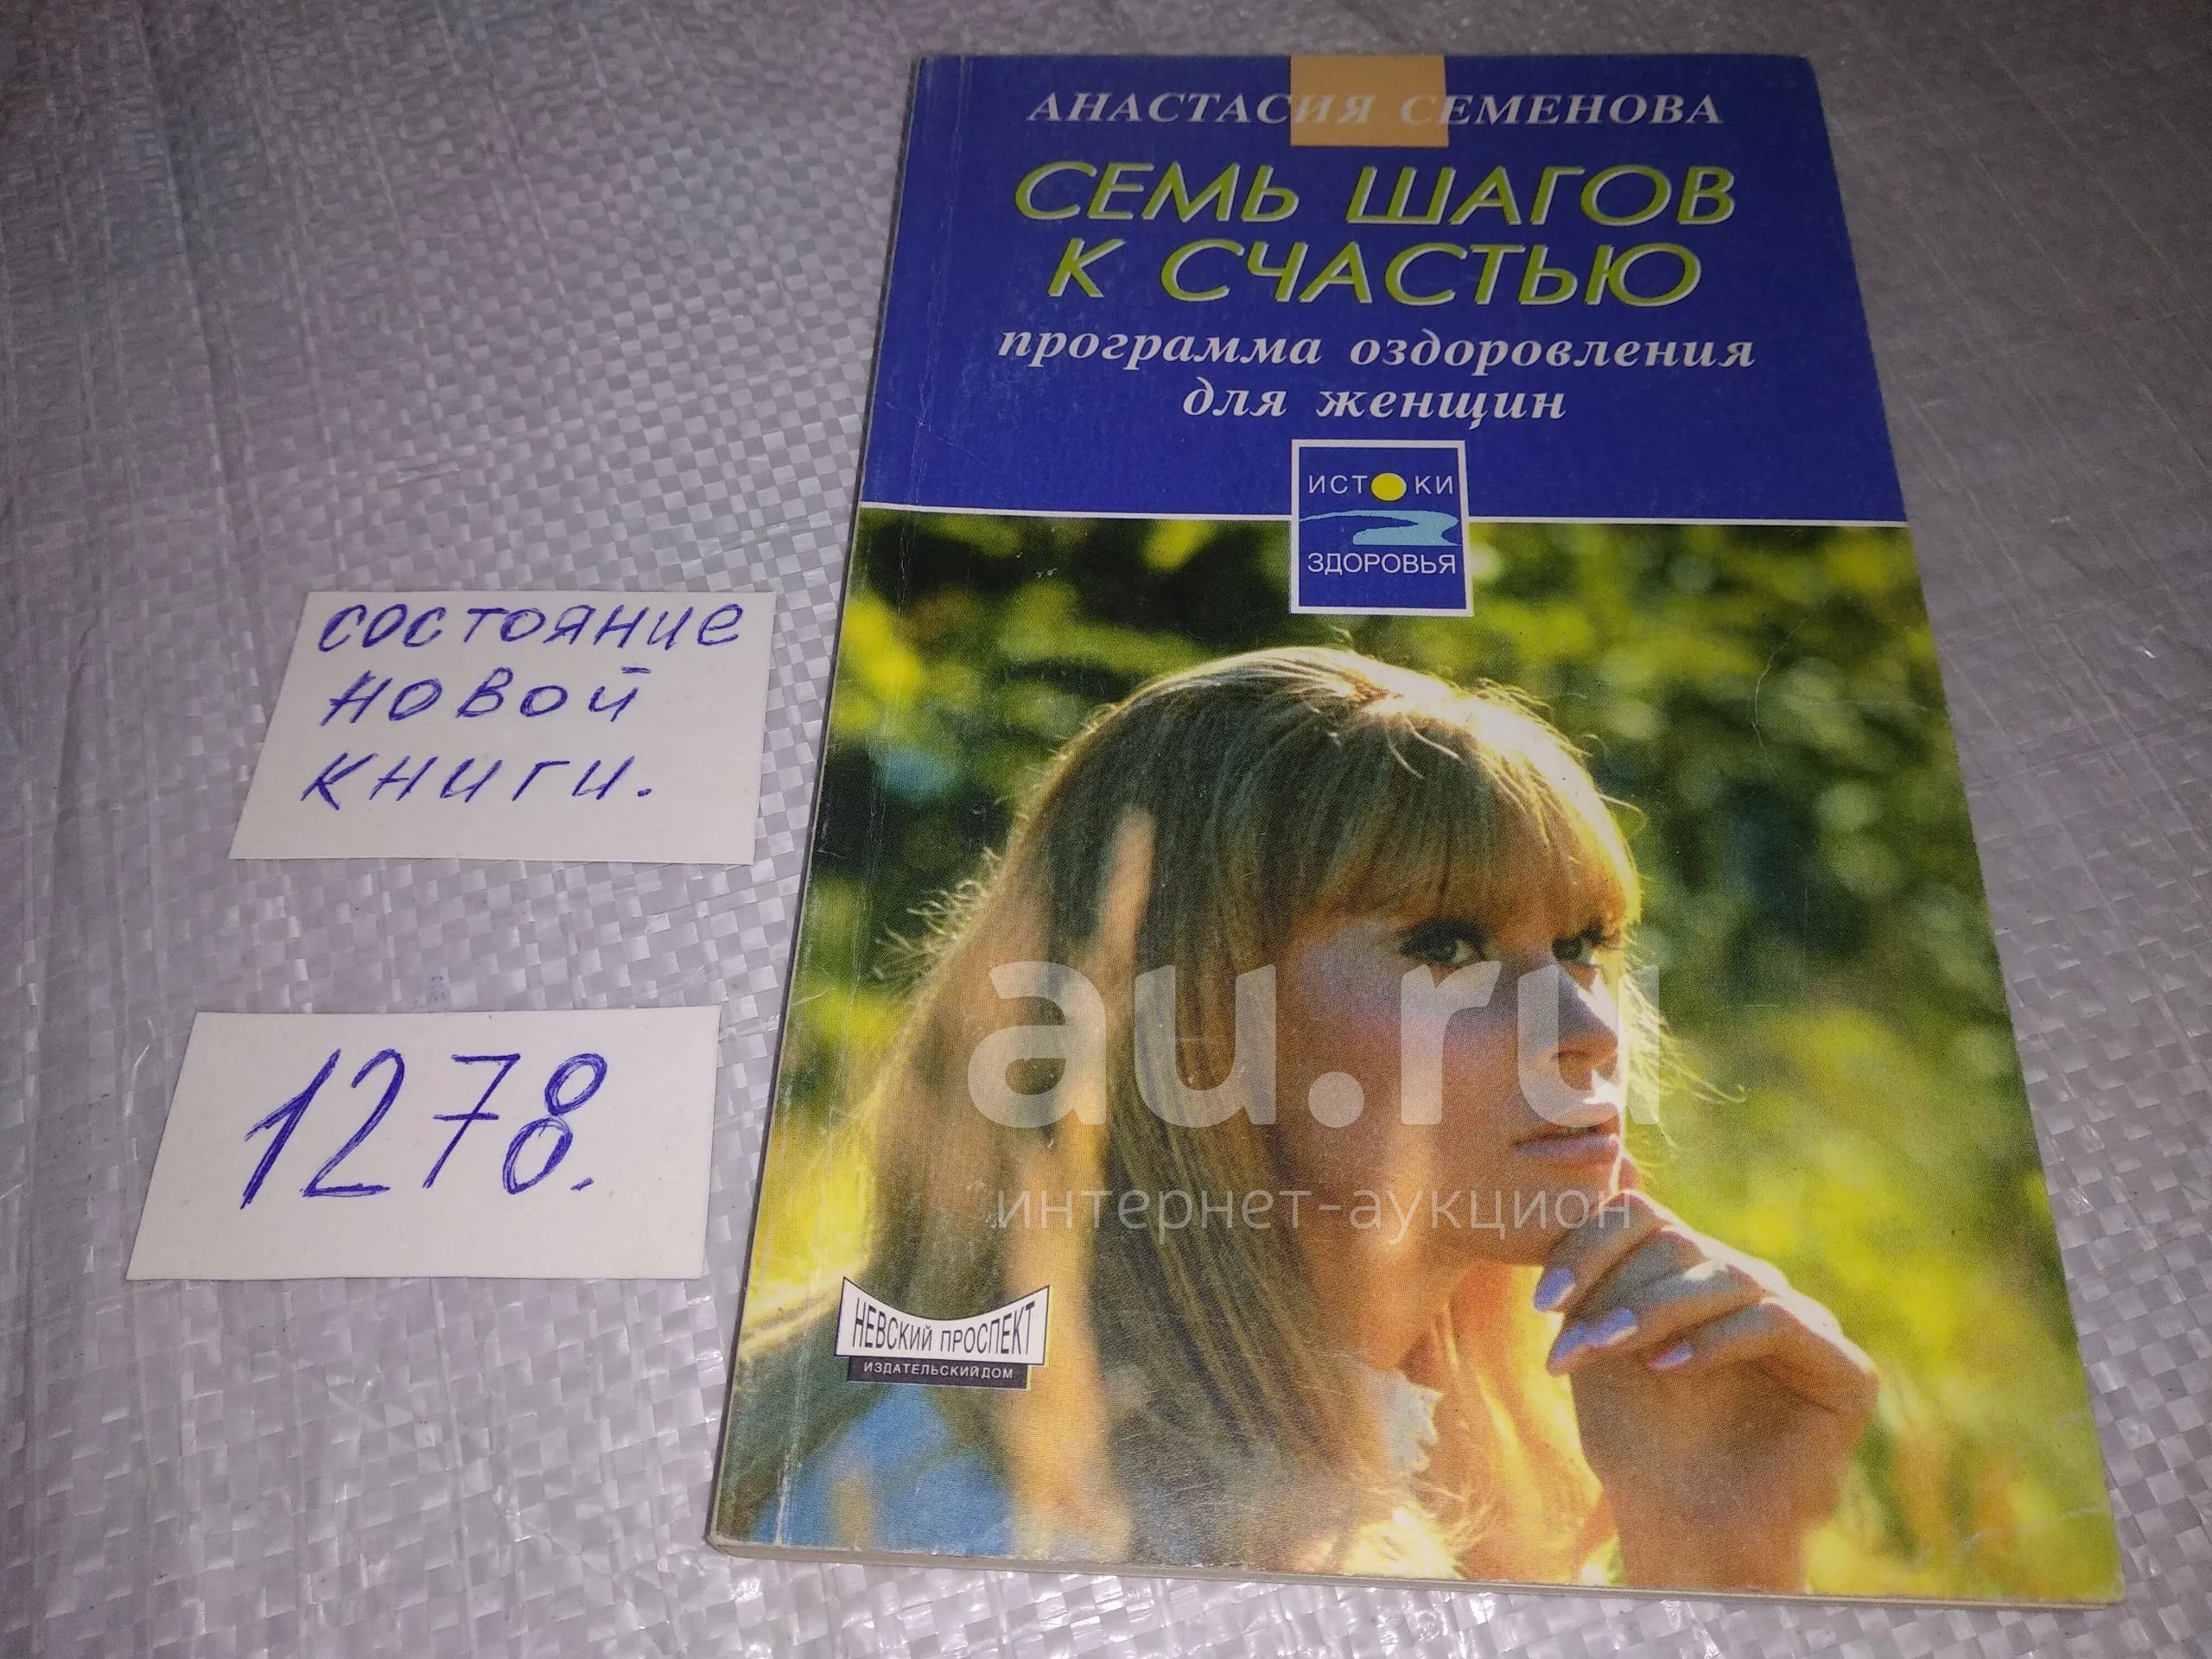 АНАСТАСИЯ СЕМЕНОВА
СЕМЬ ШАГОВ
К СЧАСТЬЮ
программа оздоровления
для женщин
ИСТОКИ
ЗДОРОВЬЯ
состояние
новой
книги.
1278.
au.ru
интернет-аукцион
НЕВСКИЙ ПРОСПЕКТ
ИЗДАТЕЛЬСКИЙ ДОМ